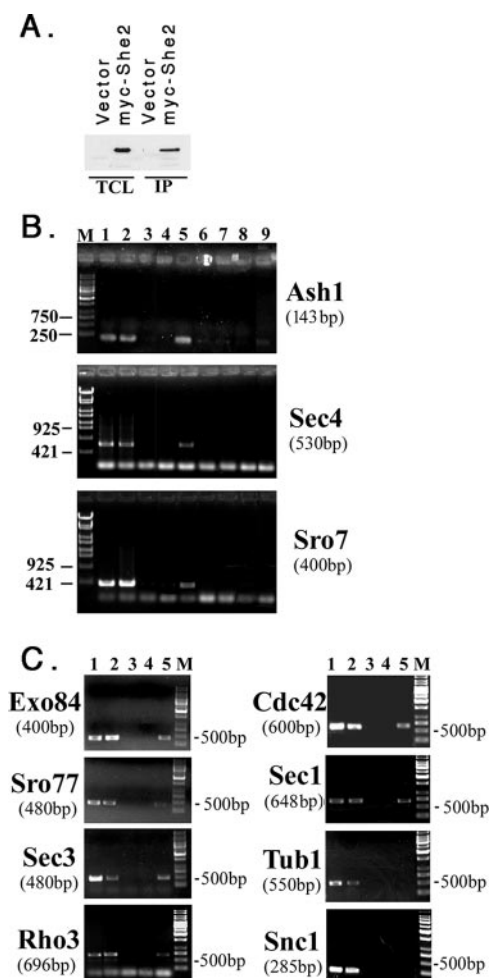 A.
Vector
myc-She2
Vector
myc-She2
TCL IP
B.
M 1 2 3 4 5 6 7 8 9
750
250
Ash1
(143bp)
925
421
Sec4
(530bp)
925
421
Sro7
(400bp)
C.
1 2 3 4 5 M
Exo84
(400bp)
-500bp
Sro77
(480bp)
-500bp
Sec3
(480bp)
-500bp
Rho3
(696bp)
-500bp
1 2 3 4 5 M
Cdc42
(600bp)
-500bp
Sec1
(648bp)
-500bp
Tub1
(550bp)
-500bp
Snc1
(285bp)
-500bp